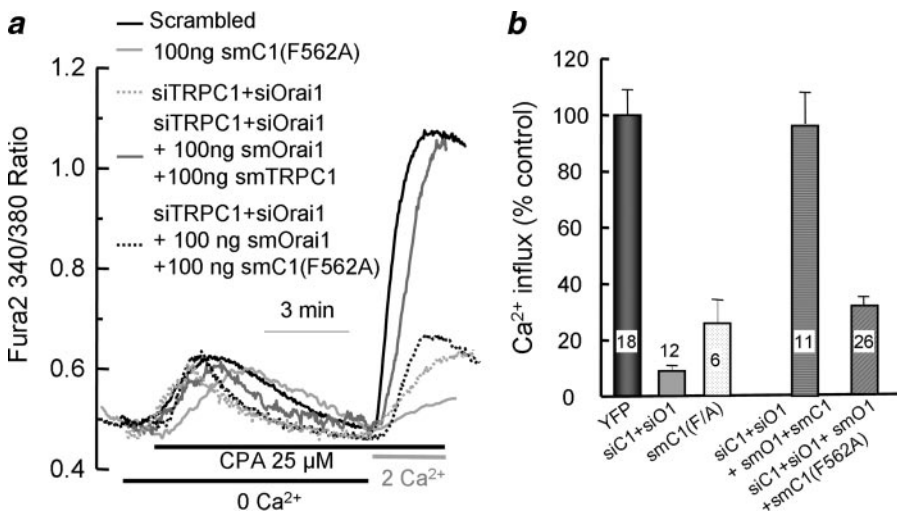 a
Scrambled
100ng smC1(F562A)
siTRPC1+siOrai1
siTRPC1+siOrai1
+ 100ng smOrai1
+100ng smTRPC1
siTRPC1+siOrai1
+ 100 ng smOrai1
+100 ng smC1(F562A)
3 min
Fura2 340/380 Ratio
1.2
1.0
0.8
0.6
0.4
CPA 25 μM
2 Ca²⁺
0 Ca²⁺
b
Ca²⁺ influx (% control)
120
100
80
60
40
20
0
18
12
6
11
26
YFP
siC1+siO1
smC1(F/A)
siC1+siO1
+ smO1+smC1
siC1+siO1+ smO1
+smC1(F562A)